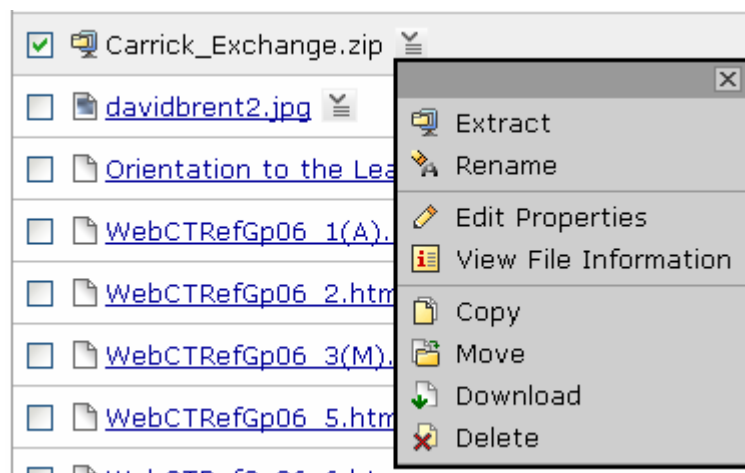 Carrick_Exchange.zip
davidbrent2.jpg
Extract
Rename
Orientation to the Lea
Edit Properties
WebCTRefGp06_1(A).
View File Information
WebCTRefGp06_2.htm
Copy
WebCTRefGp06_3(M).
Move
Download
WebCTRefGp06_5.htm
Delete